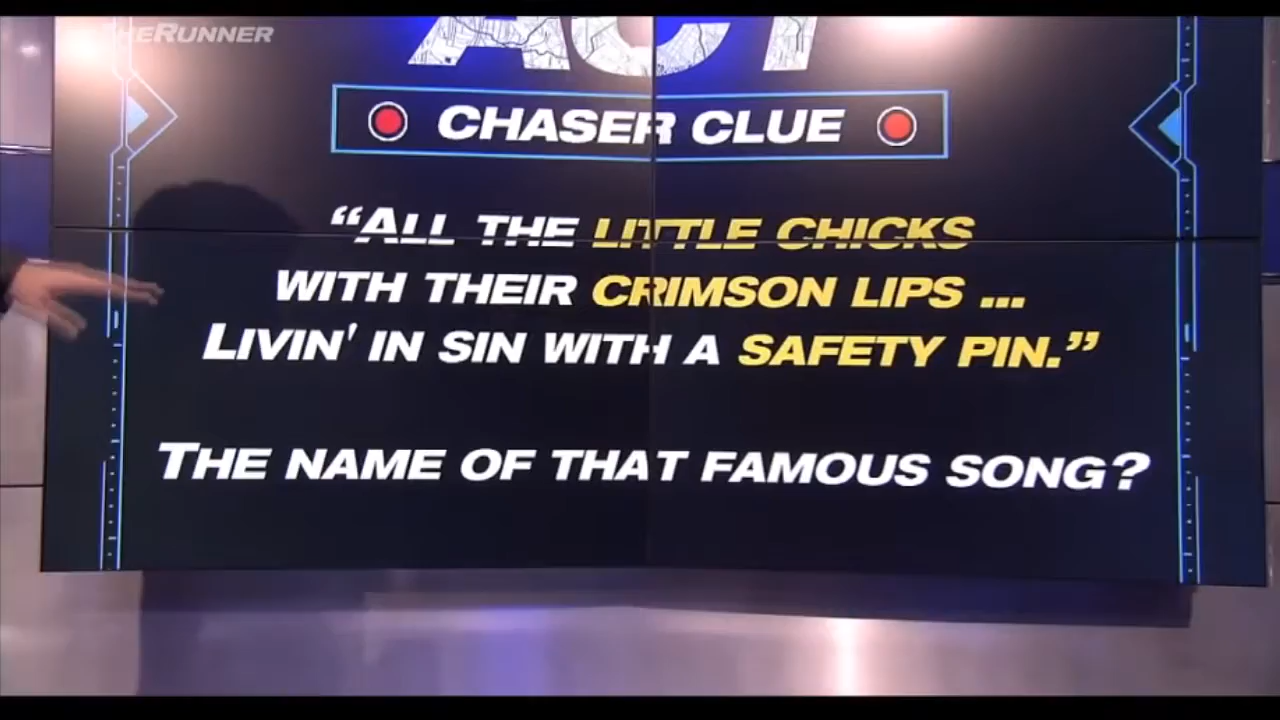 THERUNNER
ACT
CHASER CLUE
“ALL THE LITTLE CHICKS
WITH THEIR CRIMSON LIPS ...
LIVIN' IN SIN WITH A SAFETY PIN.”
THE NAME OF THAT FAMOUS SONG?